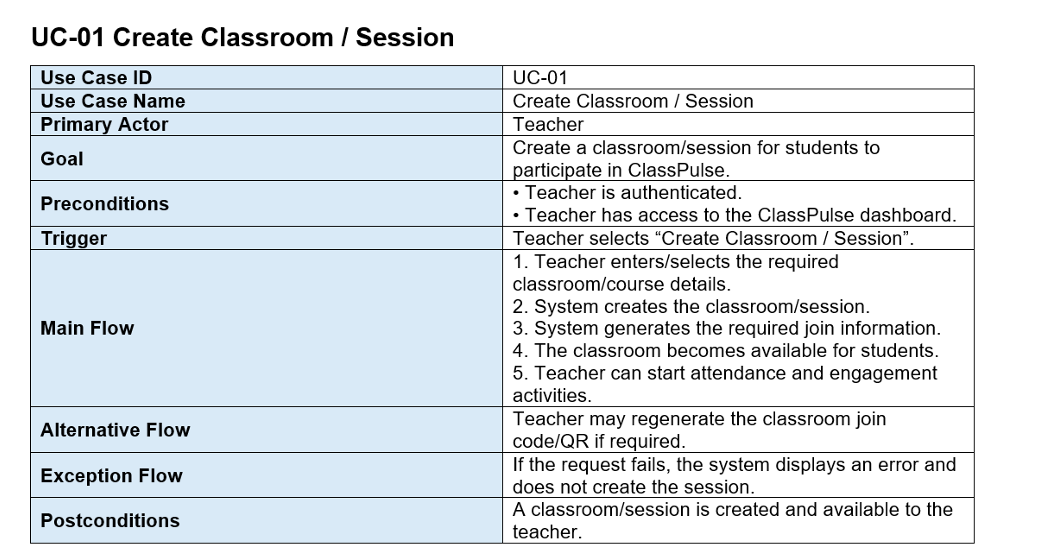 UC-01 Create Classroom / Session
Use Case ID
UC-01
Use Case Name
Create Classroom / Session
Primary Actor
Teacher
Goal
Create a classroom/session for students to
participate in ClassPulse.
Preconditions
• Teacher is authenticated.
• Teacher has access to the ClassPulse dashboard.
Trigger
Teacher selects “Create Classroom / Session”.
Main Flow
1. Teacher enters/selects the required
classroom/course details.
2. System creates the classroom/session.
3. System generates the required join information.
4. The classroom becomes available for students.
5. Teacher can start attendance and engagement
activities.
Alternative Flow
Teacher may regenerate the classroom join
code/QR if required.
Exception Flow
If the request fails, the system displays an error and
does not create the session.
Postconditions
A classroom/session is created and available to the
teacher.